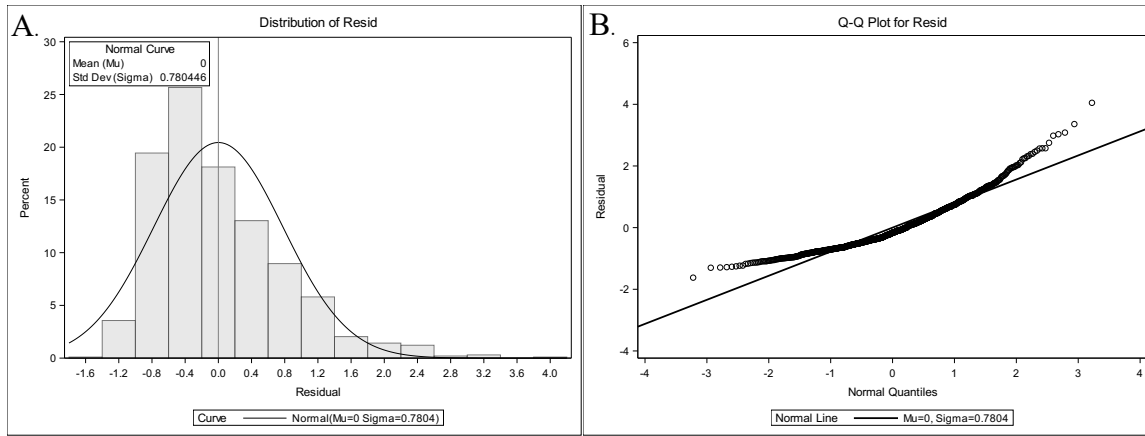 A.
Distribution of Resid
Normal Curve
Mean (Mu) 0
Std Dev (Sigma) 0.780446
30
25
20
15
10
5
0
Percent
-1.6 -1.2 -0.8 -0.4 0.0 0.4 0.8 1.2 1.6 2.0 2.4 2.8 3.2 3.6 4.0
Residual
Curve Normal(Mu=0 Sigma=0.7804)
B.
Q-Q Plot for Resid
6
4
2
0
-2
-4
Residual
-4 -3 -2 -1 0 1 2 3 4
Normal Quantiles
Normal Line Mu=0, Sigma=0.7804